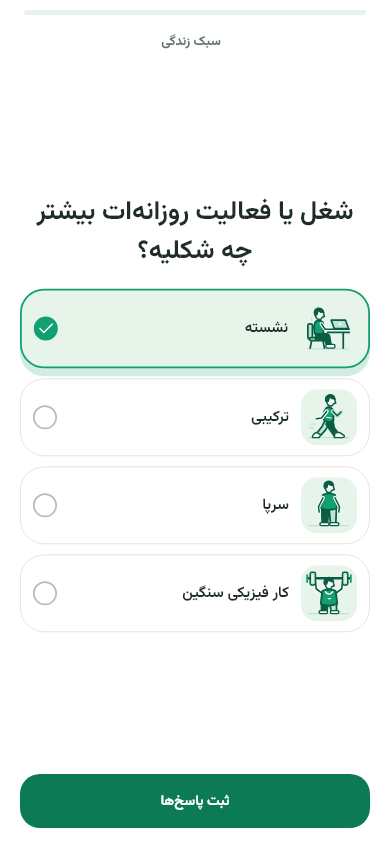 سبک زندگی
شغل یا فعالیت روزانه‌ات بیشتر
چه شکلیه؟
نشسته
ترکیبی
سرپا
کار فیزیکی سنگین
ثبت پاسخ‌ها